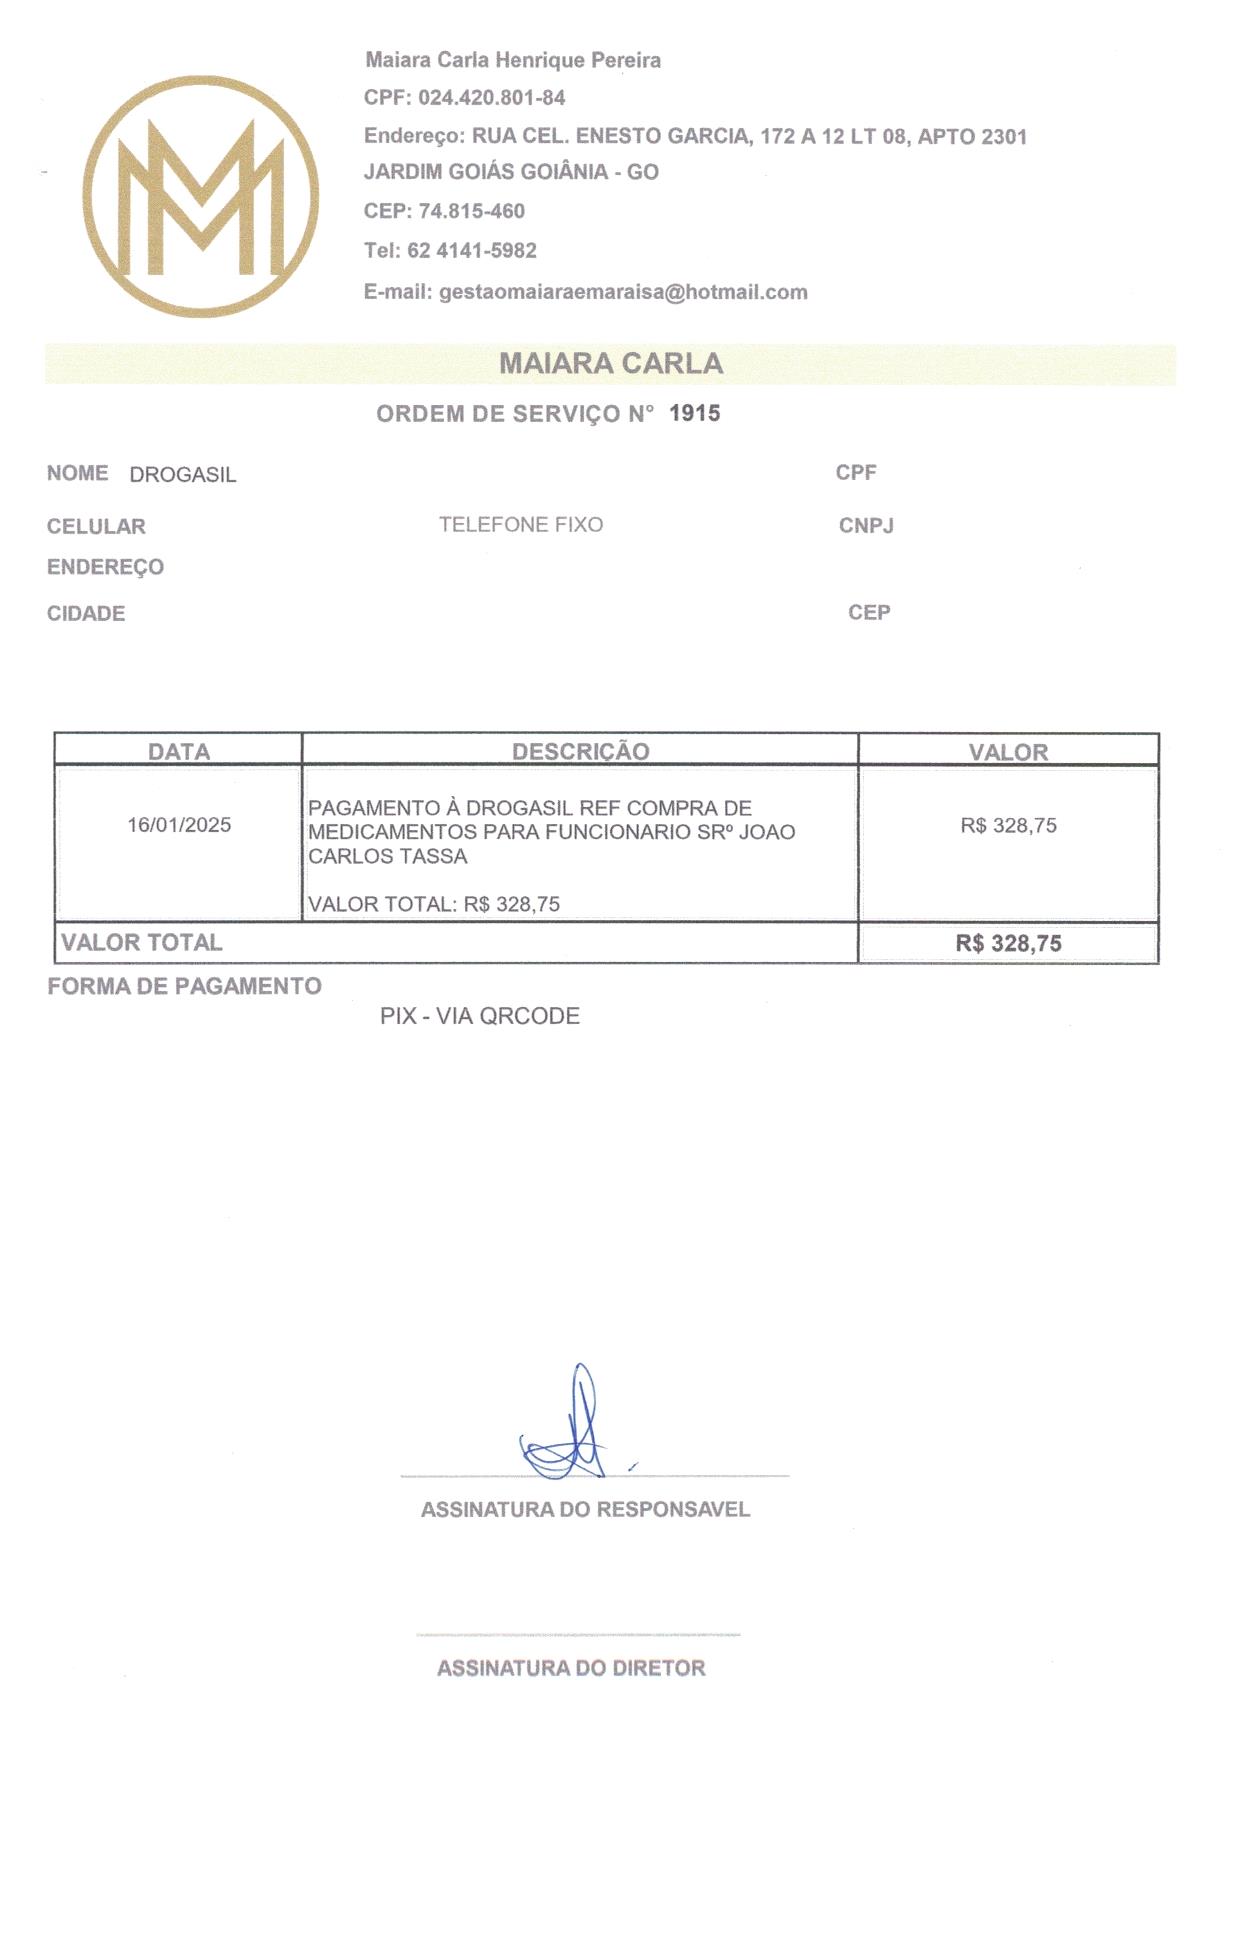 Maiara Carla Henrique Pereira
CPF: 024.420.801-84
Endereço: RUA CEL. ENESTO GARCIA, 172 A 12 LT 08, APTO 2301
JARDIM GOIÁS GOIÂNIA - GO
CEP: 74.815-460
Tel: 62 4141-5982
E-mail: gestaomaiaraemaraisa@hotmail.com
MM
MAIARA CARLA
ORDEM DE SERVIÇO N° 1915
NOME DROGASIL CPF
CELULAR TELEFONE FIXO CNPJ
ENDEREÇO
CIDADE CEP
DATA DESCRIÇÃO VALOR
16/01/2025 PAGAMENTO À DROGASIL REF COMPRA DE R$ 328,75
MEDICAMENTOS PARA FUNCIONARIO SRº JOAO
CARLOS TASSA
VALOR TOTAL: R$ 328,75
VALOR TOTAL R$ 328,75
FORMA DE PAGAMENTO
PIX - VIA QRCODE
ASSINATURA DO RESPONSAVEL
ASSINATURA DO DIRETOR